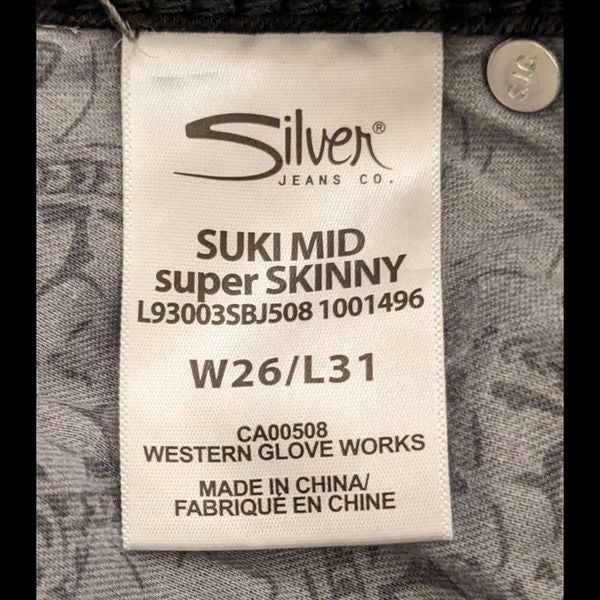 Silver®
JEANS CO.
SUKI MID
super SKINNY
L93003SBJ508 1001496
W26/L31
CA00508
WESTERN GLOVE WORKS
MADE IN CHINA/
FABRIQUÉ EN CHINE
SJC